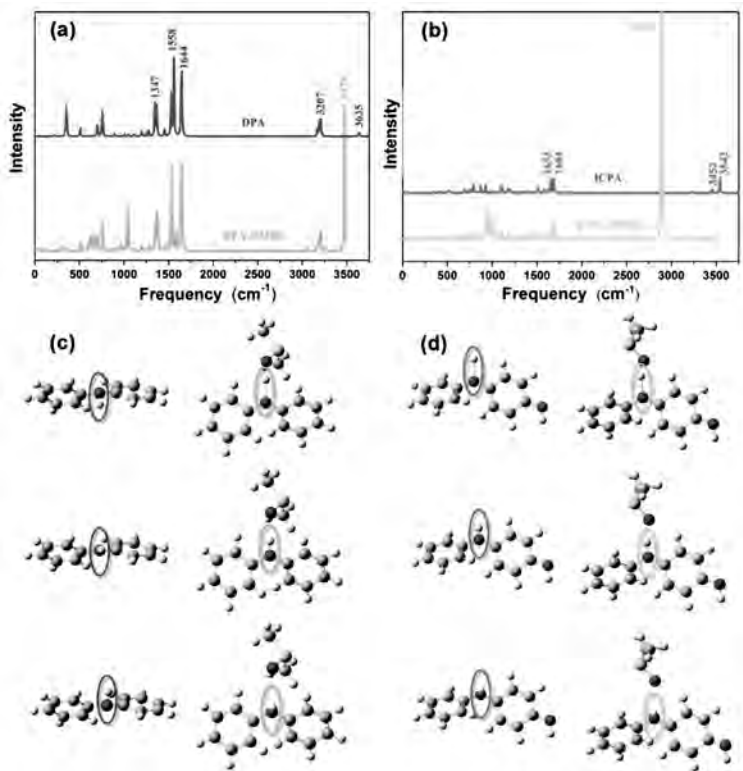 (a)
1347
1558
1644
3207
3635
DPA
Intensity
0 500 1000 1500 2000 2500 3000 3500
Frequency (cm⁻¹)
(b)
1653
1684
3452
3542
ICPA
Intensity
0 500 1000 1500 2000 2500 3000 3500
Frequency (cm⁻¹)
(c)
(d)